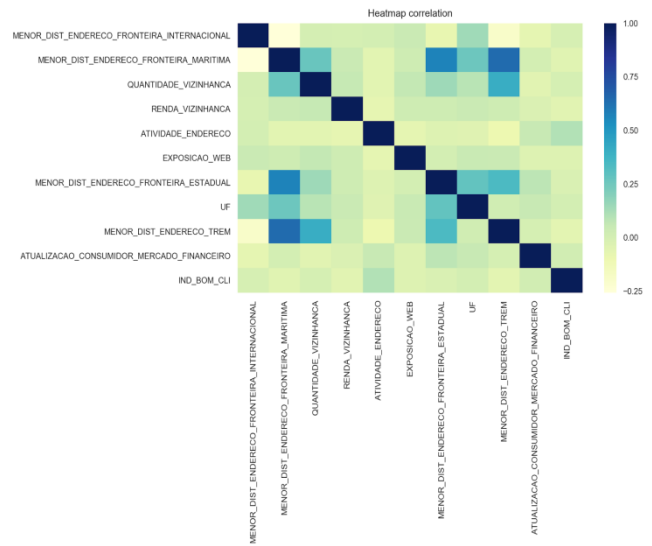 Heatmap correlation
MENOR_DIST_ENDERECO_FRONTEIRA_INTERNACIONAL
MENOR_DIST_ENDERECO_FRONTEIRA_MARITIMA
QUANTIDADE_VIZINHANCA
RENDA_VIZINHANCA
ATIVIDADE_ENDERECO
EXPOSICAO_WEB
MENOR_DIST_ENDERECO_FRONTEIRA_ESTADUAL
UF
MENOR_DIST_ENDERECO_TREM
ATUALIZACAO_CONSUMIDOR_MERCADO_FINANCEIRO
IND_BOM_CLI
MENOR_DIST_ENDERECO_FRONTEIRA_INTERNACIONAL
MENOR_DIST_ENDERECO_FRONTEIRA_MARITIMA
QUANTIDADE_VIZINHANCA
RENDA_VIZINHANCA
ATIVIDADE_ENDERECO
EXPOSICAO_WEB
MENOR_DIST_ENDERECO_FRONTEIRA_ESTADUAL
UF
MENOR_DIST_ENDERECO_TREM
ATUALIZACAO_CONSUMIDOR_MERCADO_FINANCEIRO
IND_BOM_CLI
1.00
0.75
0.50
0.25
0.00
−0.25